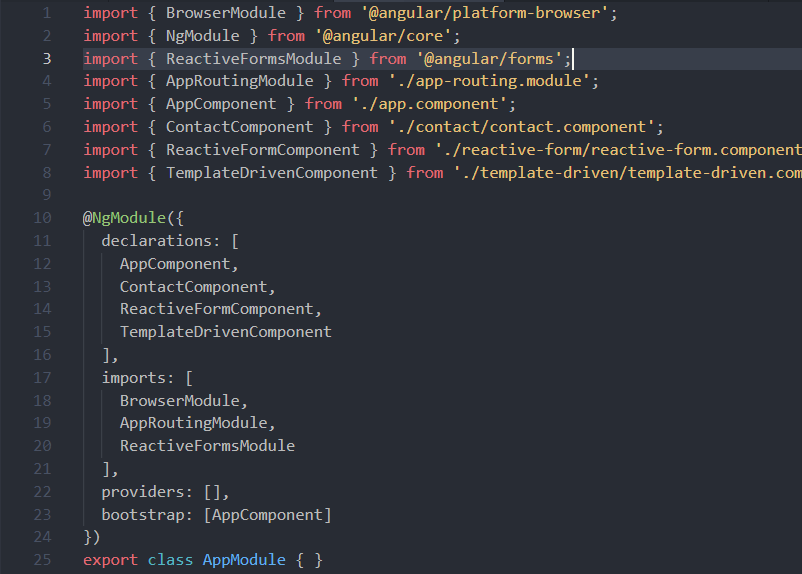 1 import { BrowserModule } from '@angular/platform-browser';
2 import { NgModule } from '@angular/core';
3 import { ReactiveFormsModule } from '@angular/forms';
4 import { AppRoutingModule } from './app-routing.module';
5 import { AppComponent } from './app.component';
6 import { ContactComponent } from './contact/contact.component';
7 import { ReactiveFormComponent } from './reactive-form/reactive-form.component
8 import { TemplateDrivenComponent } from './template-driven/template-driven.com
9
10 @NgModule({
11   declarations: [
12     AppComponent,
13     ContactComponent,
14     ReactiveFormComponent,
15     TemplateDrivenComponent
16   ],
17   imports: [
18     BrowserModule,
19     AppRoutingModule,
20     ReactiveFormsModule
21   ],
22   providers: [],
23   bootstrap: [AppComponent]
24 })
25 export class AppModule { }